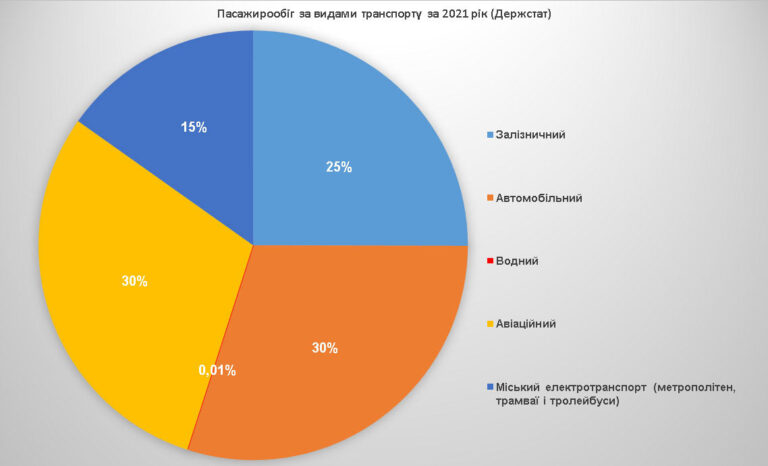 Пасажирообіг за видами транспорту за 2021 рік (Держстат)
15%
25%
30%
0,01%
30%
Залізничний
Автомобільний
Водний
Авіаційний
Міський електротранспорт (метрополітен,
трамваї і тролейбуси)